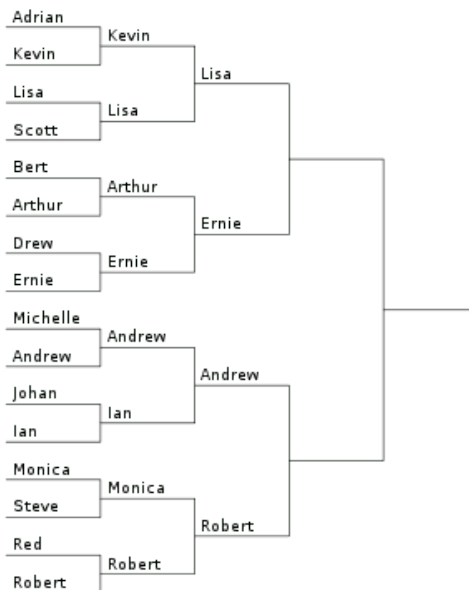 Adrian
Kevin
Lisa
Scott
Bert
Arthur
Drew
Ernie
Michelle
Andrew
Johan
Ian
Monica
Steve
Red
Robert
Kevin
Lisa
Arthur
Ernie
Andrew
Ian
Monica
Robert
Lisa
Ernie
Andrew
Robert